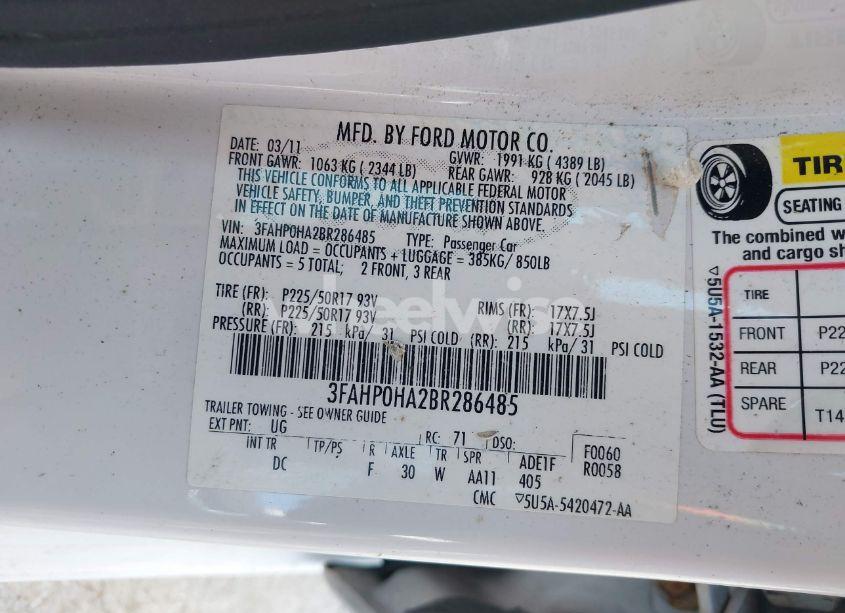 MFD. BY FORD MOTOR CO.
DATE: 03/11 GVWR: 1991 KG ( 4389 LB)
FRONT GAWR: 1063 KG ( 2344 LB) REAR GAWR: 928 KG ( 2045 LB)
THIS VEHICLE CONFORMS TO ALL APPLICABLE FEDERAL MOTOR
VEHICLE SAFETY, BUMPER, AND THEFT PREVENTION STANDARDS
IN EFFECT ON THE DATE OF MANUFACTURE SHOWN ABOVE.
VIN: 3FAHP0HA2BR286485 TYPE: Passenger Car
MAXIMUM LOAD = OCCUPANTS + LUGGAGE = 385KG/ 850LB
OCCUPANTS = 5 TOTAL; 2 FRONT, 3 REAR
TIRE (FR): P225/50R17 93V RIMS (FR): 17X7.5J
(RR): P225/50R17 93V (RR): 17X7.5J
PRESSURE (FR): 215 kPa/ 31 PSI COLD (RR): 215 kPa/ 31 PSI COLD
3FAHP0HA2BR286485
TRAILER TOWING - SEE OWNER GUIDE
EXT PNT: UG RC: 71 DSO: F0060
R0058
INT TR TP/PS R AXLE TR SPR ADE1F
DC F 30 W AA11 405
CMC ▽5U5A-5420472-AA
wheelwise
TIR
SEATING
The combined w
and cargo sh
TIRE
FRONT P22
REAR P22
SPARE T14
▽5U5A-1532-AA (TLU)